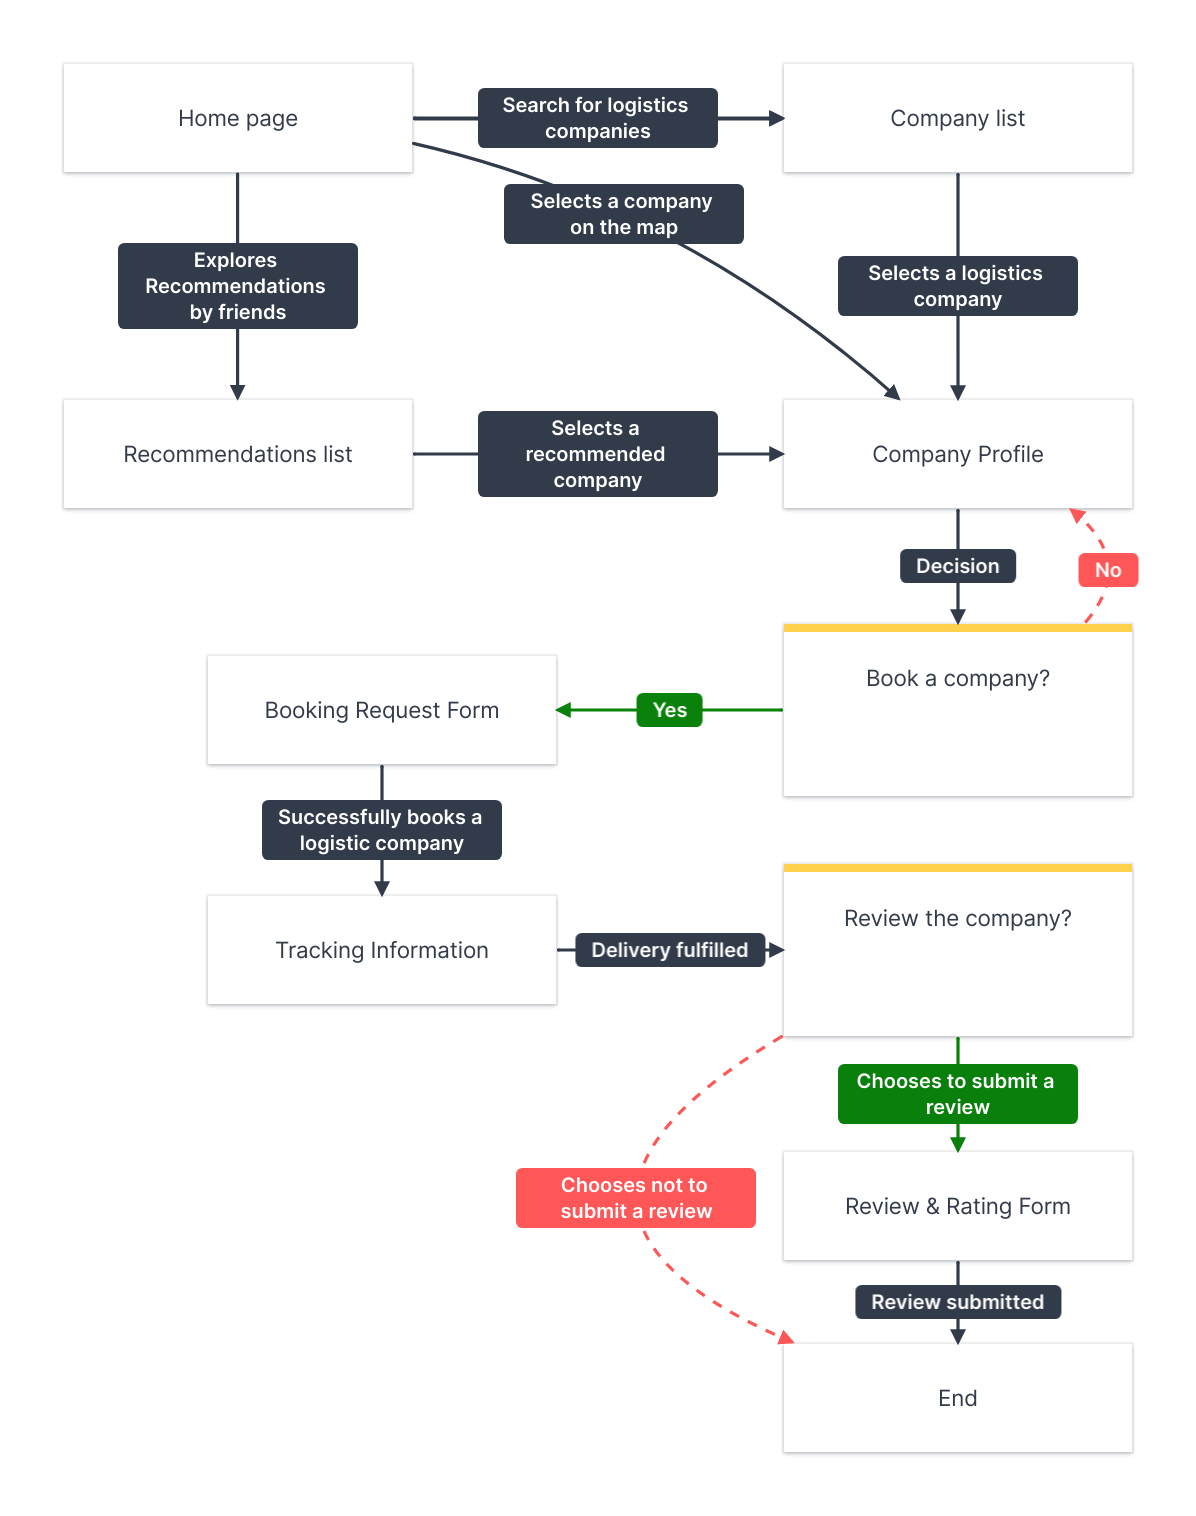 Home page
Search for logistics
companies
Company list
Selects a company
on the map
Explores
Recommendations
by friends
Selects a logistics
company
Recommendations list
Selects a
recommended
company
Company Profile
Decision
No
Book a company?
Yes
Booking Request Form
Successfully books a
logistic company
Tracking Information
Delivery fulfilled
Review the company?
Chooses to submit a
review
Chooses not to
submit a review
Review & Rating Form
Review submitted
End